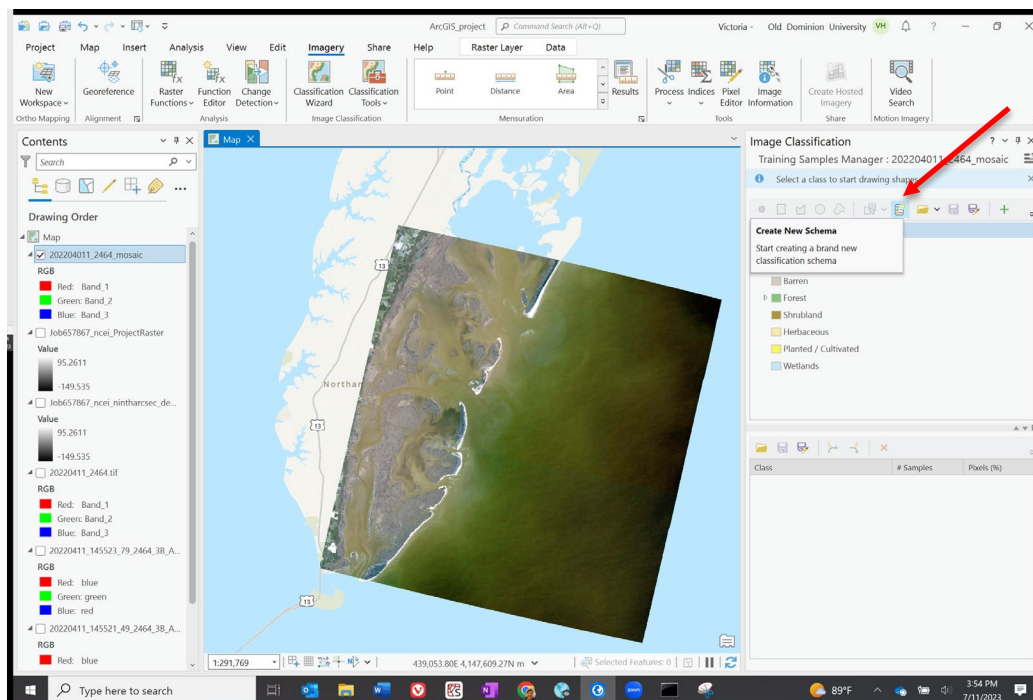 ArcGIS_project
Command Search (Alt+Q)
Victoria - Old Dominion University
VH
?
Project
Map
Insert
Analysis
View
Edit
Imagery
Share
Help
Raster Layer
Data
New Workspace
Georeference
Raster Functions
Function Editor
Change Detection
Classification Wizard
Classification Tools
Point
Distance
Area
Results
Process
Indices
Pixel Editor
Image Information
Create Hosted Imagery
Video Search
Ortho Mapping
Alignment
Analysis
Image Classification
Mensuration
Tools
Share
Motion Imagery
Contents
Search
Drawing Order
Map
202204011_2464_mosaic
RGB
Red: Band_1
Green: Band_2
Blue: Band_3
Job657867_ncei_ProjectRaster
Value
95.2611
-149.535
Job657867_ncei_nintharcsec_de...
Value
95.2611
-149.535
20220411_2464.tif
RGB
Red: Band_1
Green: Band_2
Blue: Band_3
20220411_145523_79_2464_3B_A...
RGB
Red: blue
Green: green
Blue: red
20220411_145521_49_2464_3B_A...
RGB
Red: blue
Map
13
Northan
13
13
1:291,769
439,053.80E 4,147,609.27N m
Selected Features: 0
Image Classification
?
Training Samples Manager : 202204011_2464_mosaic
Select a class to start drawing shapes
Create New Schema
Start creating a brand new
classification schema
Barren
Forest
Shrubland
Herbaceous
Planted / Cultivated
Wetlands
Class
# Samples
Pixels (%)
Type here to search
89°F
3:54 PM
7/11/2023